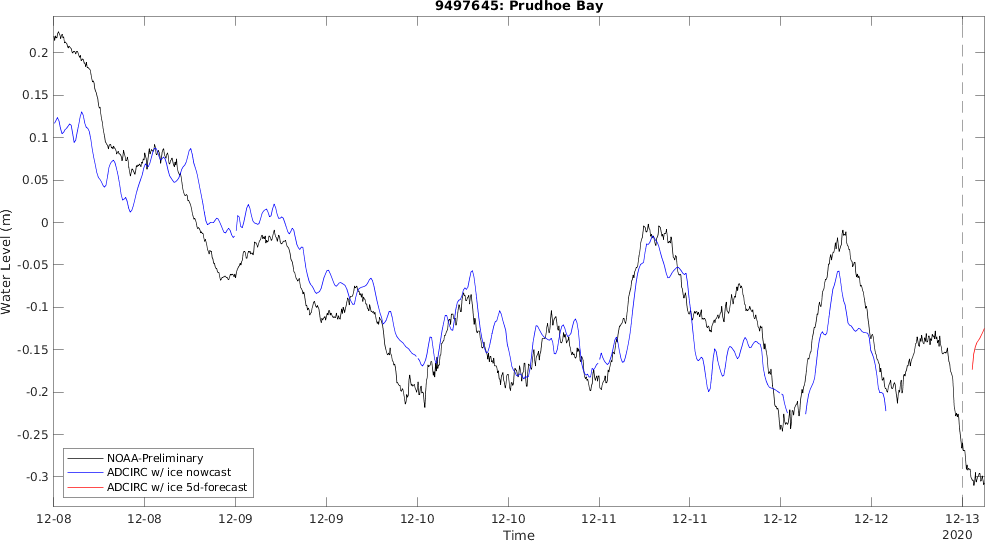 9497645: Prudhoe Bay
Water Level (m)
0.2
0.15
0.1
0.05
0
-0.05
-0.1
-0.15
-0.2
-0.25
-0.3
NOAA-Preliminary
ADCIRC w/ ice nowcast
ADCIRC w/ ice 5d-forecast
12-08 12-08 12-09 12-09 12-10 12-10 12-11 12-11 12-12 12-12 12-13
Time 2020